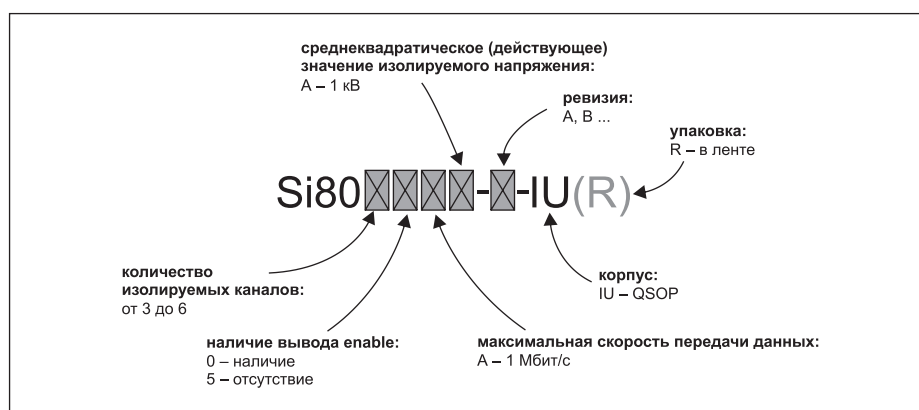 среднеквадратическое (действующее)
значение изолируемого напряжения:
А – 1 кВ
ревизия:
А, В ...
упаковка:
R – в ленте
Si80 - -IU(R)
количество
изолируемых каналов:
от 3 до 6
корпус:
IU – QSOP
наличие вывода enable:
0 – наличие
5 – отсутствие
максимальная скорость передачи данных:
А – 1 Мбит/с